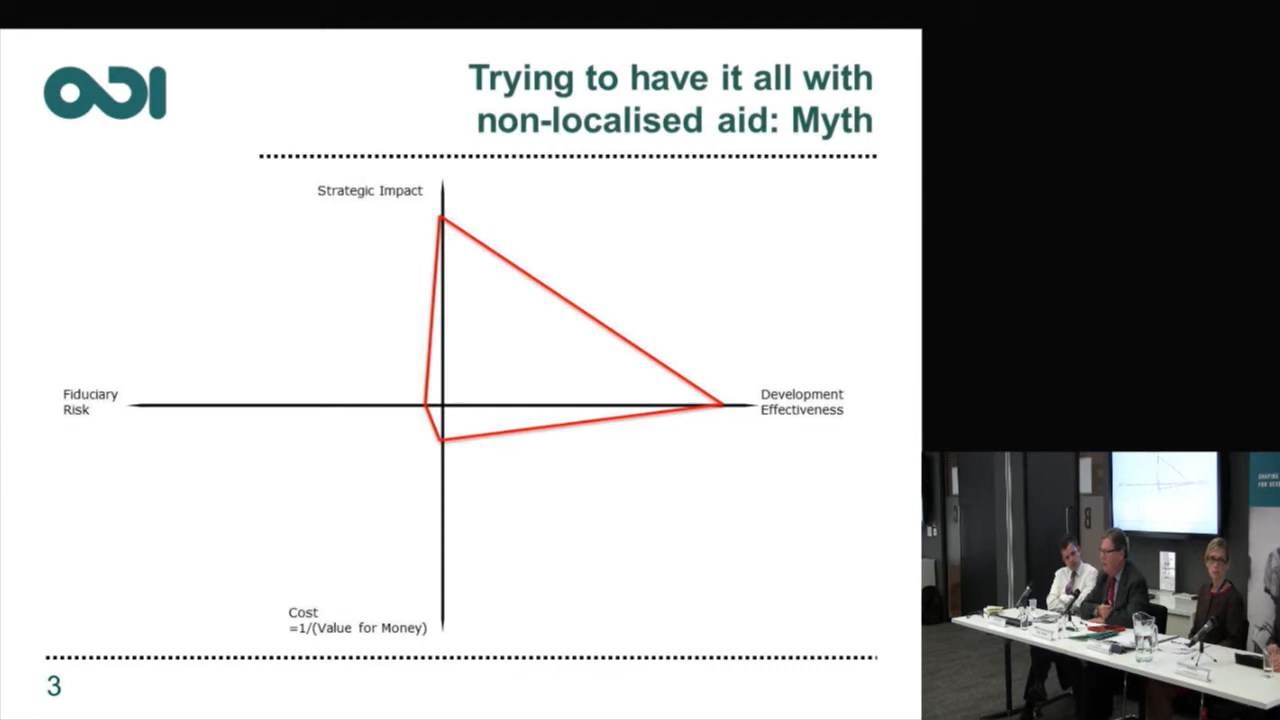 ODI
Trying to have it all with
non-localised aid: Myth
Strategic Impact
Fiduciary
Risk
Development
Effectiveness
Cost
=1/(Value for Money)
3